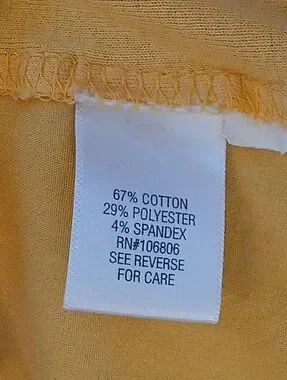 67% COTTON
29% POLYESTER
4% SPANDEX
RN#106806
SEE REVERSE
FOR CARE